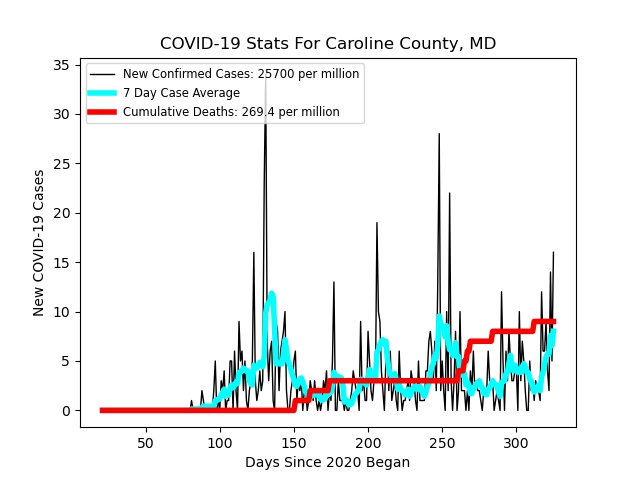 COVID-19 Stats For Caroline County, MD
New Confirmed Cases: 25700 per million
7 Day Case Average
Cumulative Deaths: 269.4 per million
New COVID-19 Cases
35
30
25
20
15
10
5
0
50
100
150
200
250
300
Days Since 2020 Began